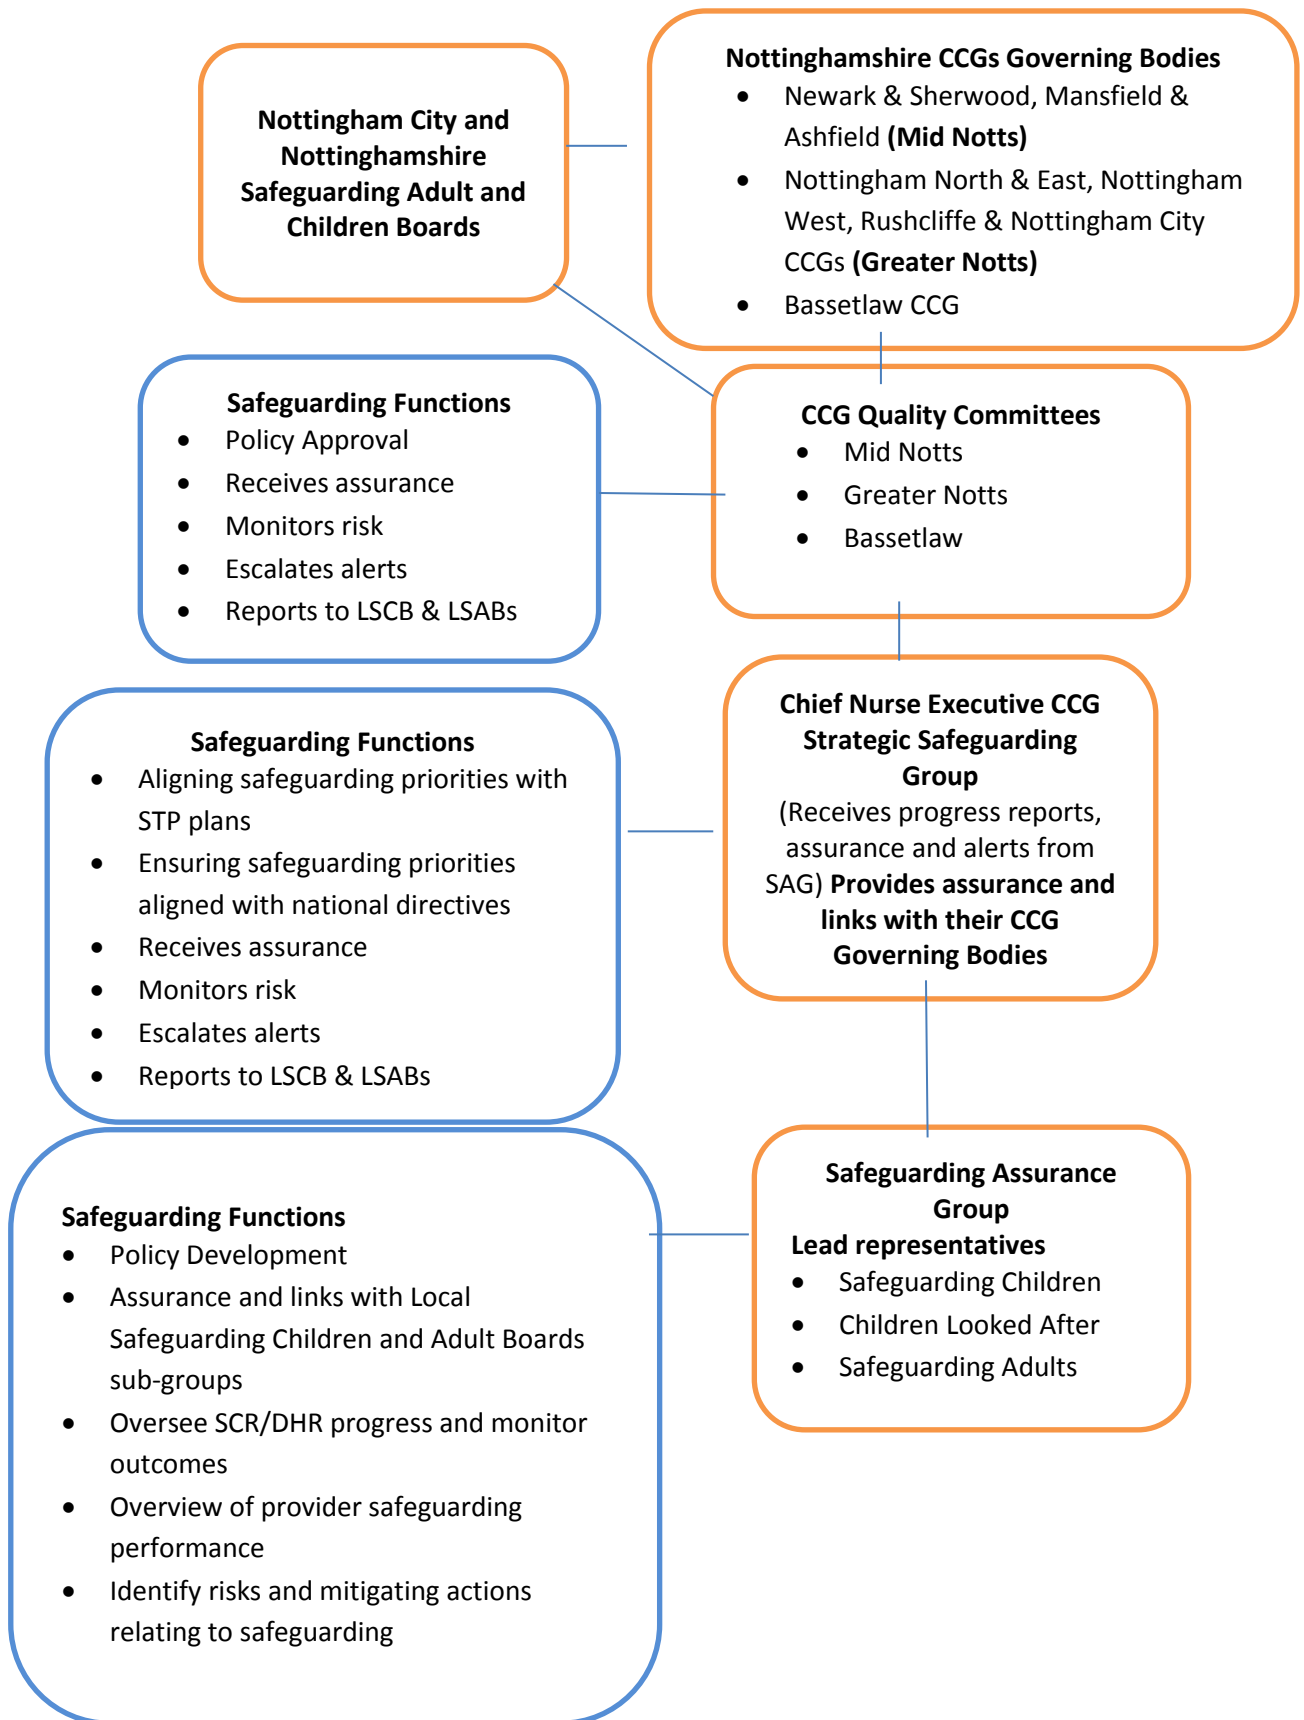 Nottingham City and
Nottinghamshire
Safeguarding Adult and
Children Boards
Nottinghamshire CCGs Governing Bodies
• Newark & Sherwood, Mansfield &
Ashfield (Mid Notts)
• Nottingham North & East, Nottingham
West, Rushcliffe & Nottingham City
CCGs (Greater Notts)
• Bassetlaw CCG
Safeguarding Functions
• Policy Approval
• Receives assurance
• Monitors risk
• Escalates alerts
• Reports to LSCB & LSABs
CCG Quality Committees
• Mid Notts
• Greater Notts
• Bassetlaw
Safeguarding Functions
• Aligning safeguarding priorities with
STP plans
• Ensuring safeguarding priorities
aligned with national directives
• Receives assurance
• Monitors risk
• Escalates alerts
• Reports to LSCB & LSABs
Chief Nurse Executive CCG
Strategic Safeguarding
Group
(Receives progress reports,
assurance and alerts from
SAG) Provides assurance and
links with their CCG
Governing Bodies
Safeguarding Functions
• Policy Development
• Assurance and links with Local
Safeguarding Children and Adult Boards
sub-groups
• Oversee SCR/DHR progress and monitor
outcomes
• Overview of provider safeguarding
performance
• Identify risks and mitigating actions
relating to safeguarding
Safeguarding Assurance
Group
Lead representatives
• Safeguarding Children
• Children Looked After
• Safeguarding Adults